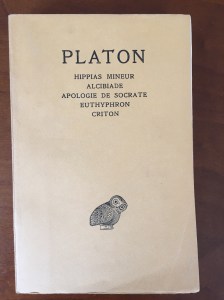 PLATON
HIPPIAS MINEUR
ALCIBIADE
APOLOGIE DE SOCRATE
EUTHYPHRON
CRITON